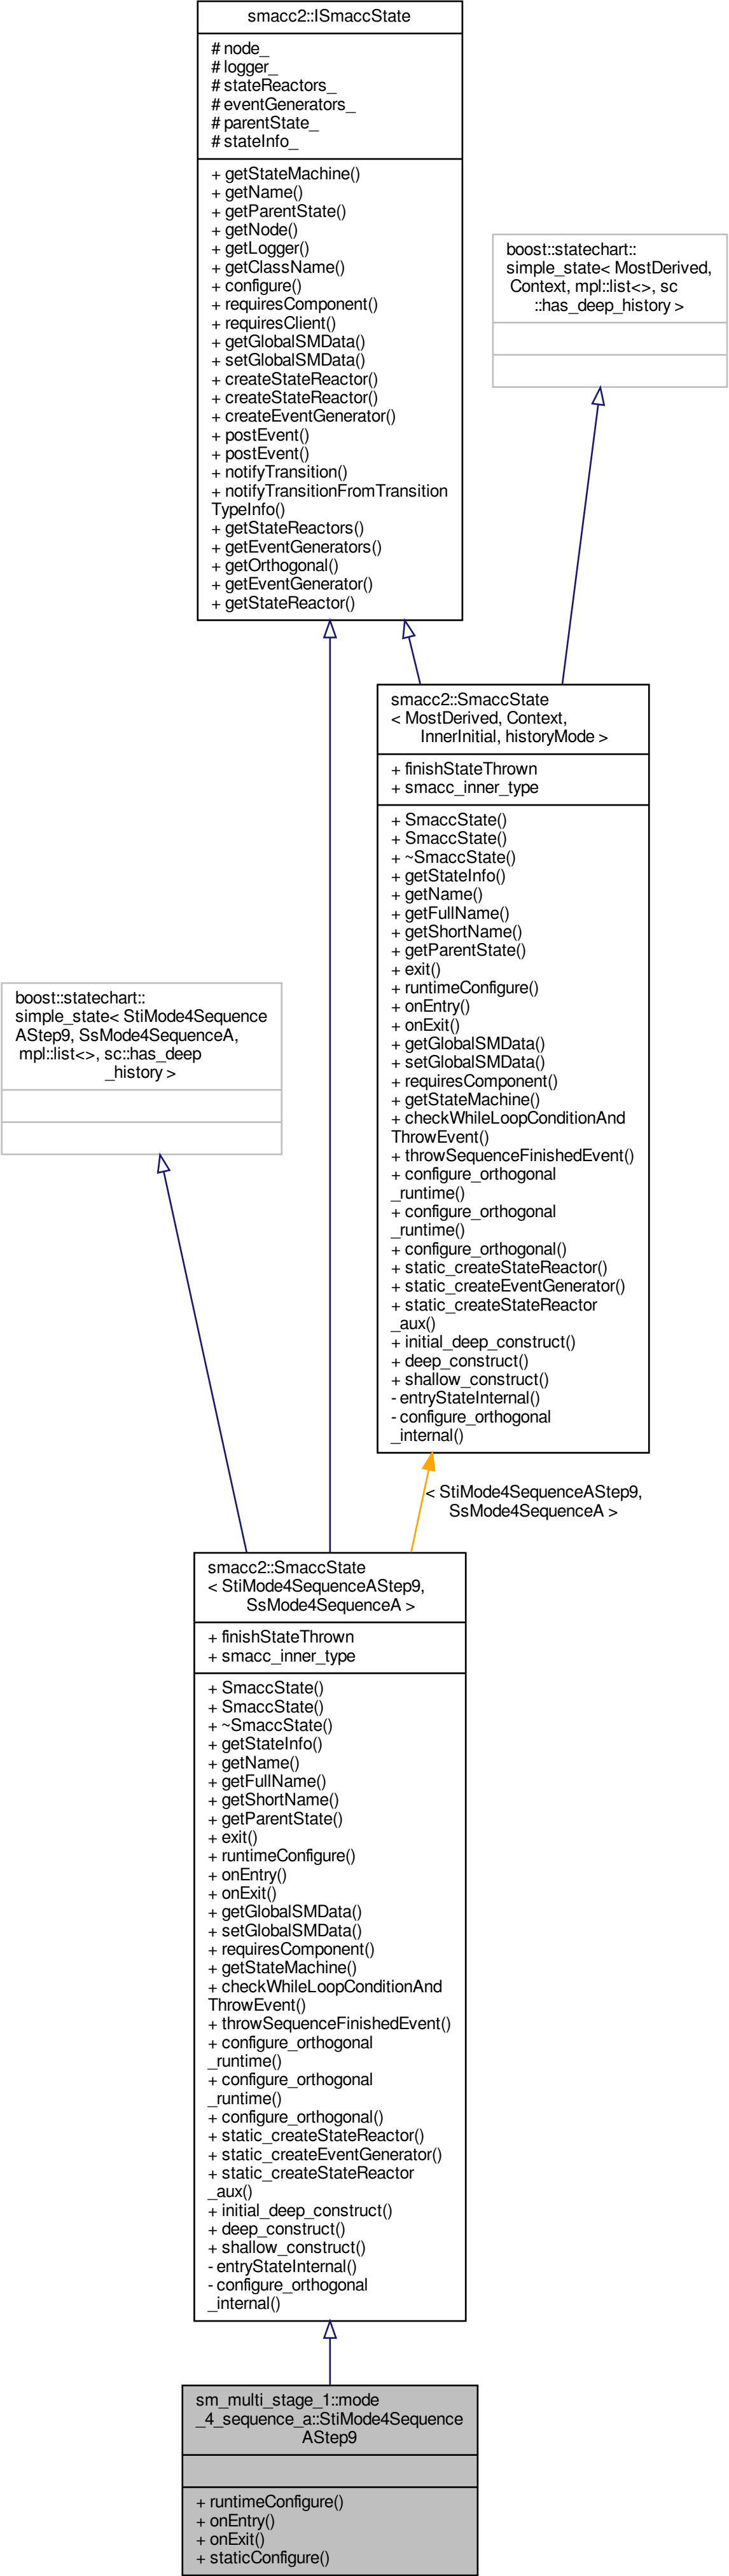 smacc2::ISmaccState
# node_
# logger_
# stateReactors_
# eventGenerators_
# parentState_
# stateInfo_
+ getStateMachine()
+ getName()
+ getParentState()
+ getNode()
+ getLogger()
+ getClassName()
+ configure()
+ requiresComponent()
+ requiresClient()
+ getGlobalSMData()
+ setGlobalSMData()
+ createStateReactor()
+ createStateReactor()
+ createEventGenerator()
+ postEvent()
+ postEvent()
+ notifyTransition()
+ notifyTransitionFromTransition
TypeInfo()
+ getStateReactors()
+ getEventGenerators()
+ getOrthogonal()
+ getEventGenerator()
+ getStateReactor()
boost::statechart::
simple_state< MostDerived,
Context, mpl::list<>, sc
::has_deep_history >
smacc2::SmaccState
< MostDerived, Context,
InnerInitial, historyMode >
+ finishStateThrown
+ smacc_inner_type
+ SmaccState()
+ SmaccState()
+ ~SmaccState()
+ getStateInfo()
+ getName()
+ getFullName()
+ getShortName()
+ getParentState()
+ exit()
+ runtimeConfigure()
+ onEntry()
+ onExit()
+ getGlobalSMData()
+ setGlobalSMData()
+ requiresComponent()
+ getStateMachine()
+ checkWhileLoopConditionAnd
ThrowEvent()
+ throwSequenceFinishedEvent()
+ configure_orthogonal
_runtime()
+ configure_orthogonal
_runtime()
+ configure_orthogonal()
+ static_createStateReactor()
+ static_createEventGenerator()
+ static_createStateReactor
_aux()
+ initial_deep_construct()
+ deep_construct()
+ shallow_construct()
- entryStateInternal()
- configure_orthogonal
_internal()
boost::statechart::
simple_state< StiMode4Sequence
AStep9, SsMode4SequenceA,
mpl::list<>, sc::has_deep
_history >
< StiMode4SequenceAStep9,
SsMode4SequenceA >
smacc2::SmaccState
< StiMode4SequenceAStep9,
SsMode4SequenceA >
+ finishStateThrown
+ smacc_inner_type
+ SmaccState()
+ SmaccState()
+ ~SmaccState()
+ getStateInfo()
+ getName()
+ getFullName()
+ getShortName()
+ getParentState()
+ exit()
+ runtimeConfigure()
+ onEntry()
+ onExit()
+ getGlobalSMData()
+ setGlobalSMData()
+ requiresComponent()
+ getStateMachine()
+ checkWhileLoopConditionAnd
ThrowEvent()
+ throwSequenceFinishedEvent()
+ configure_orthogonal
_runtime()
+ configure_orthogonal
_runtime()
+ configure_orthogonal()
+ static_createStateReactor()
+ static_createEventGenerator()
+ static_createStateReactor
_aux()
+ initial_deep_construct()
+ deep_construct()
+ shallow_construct()
- entryStateInternal()
- configure_orthogonal
_internal()
sm_multi_stage_1::mode
_4_sequence_a::StiMode4Sequence
AStep9
+ runtimeConfigure()
+ onEntry()
+ onExit()
+ staticConfigure()